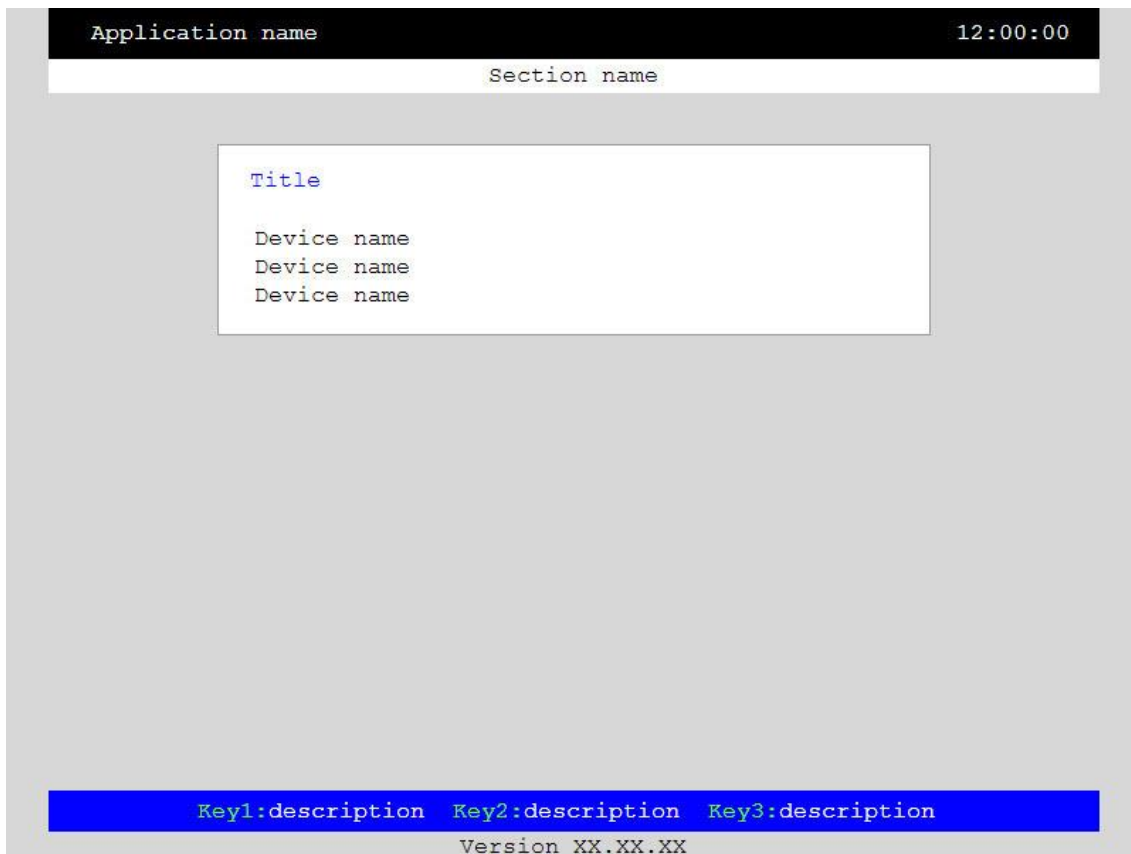 Application name 12:00:00
Section name
Title
Device name
Device name
Device name
Key1:description Key2:description Key3:description
Version XX.XX.XX